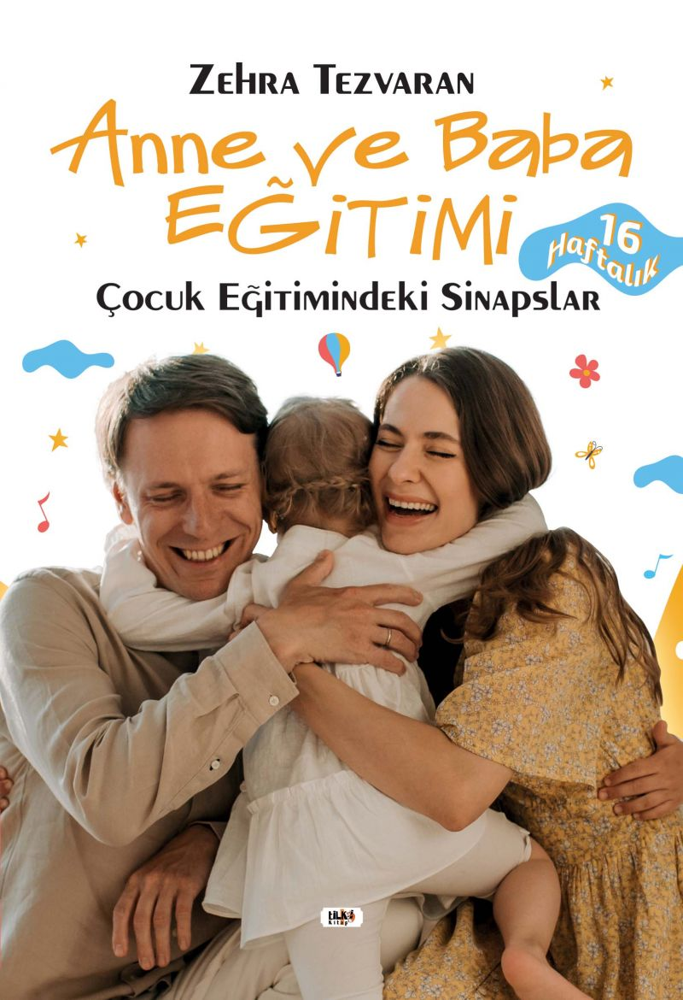 Zehra Tezvaran
Anne ve Baba
EĞİTİMİ
16
Haftalık
Çocuk Eğitimindeki Sinapslar
tilki
Kitap